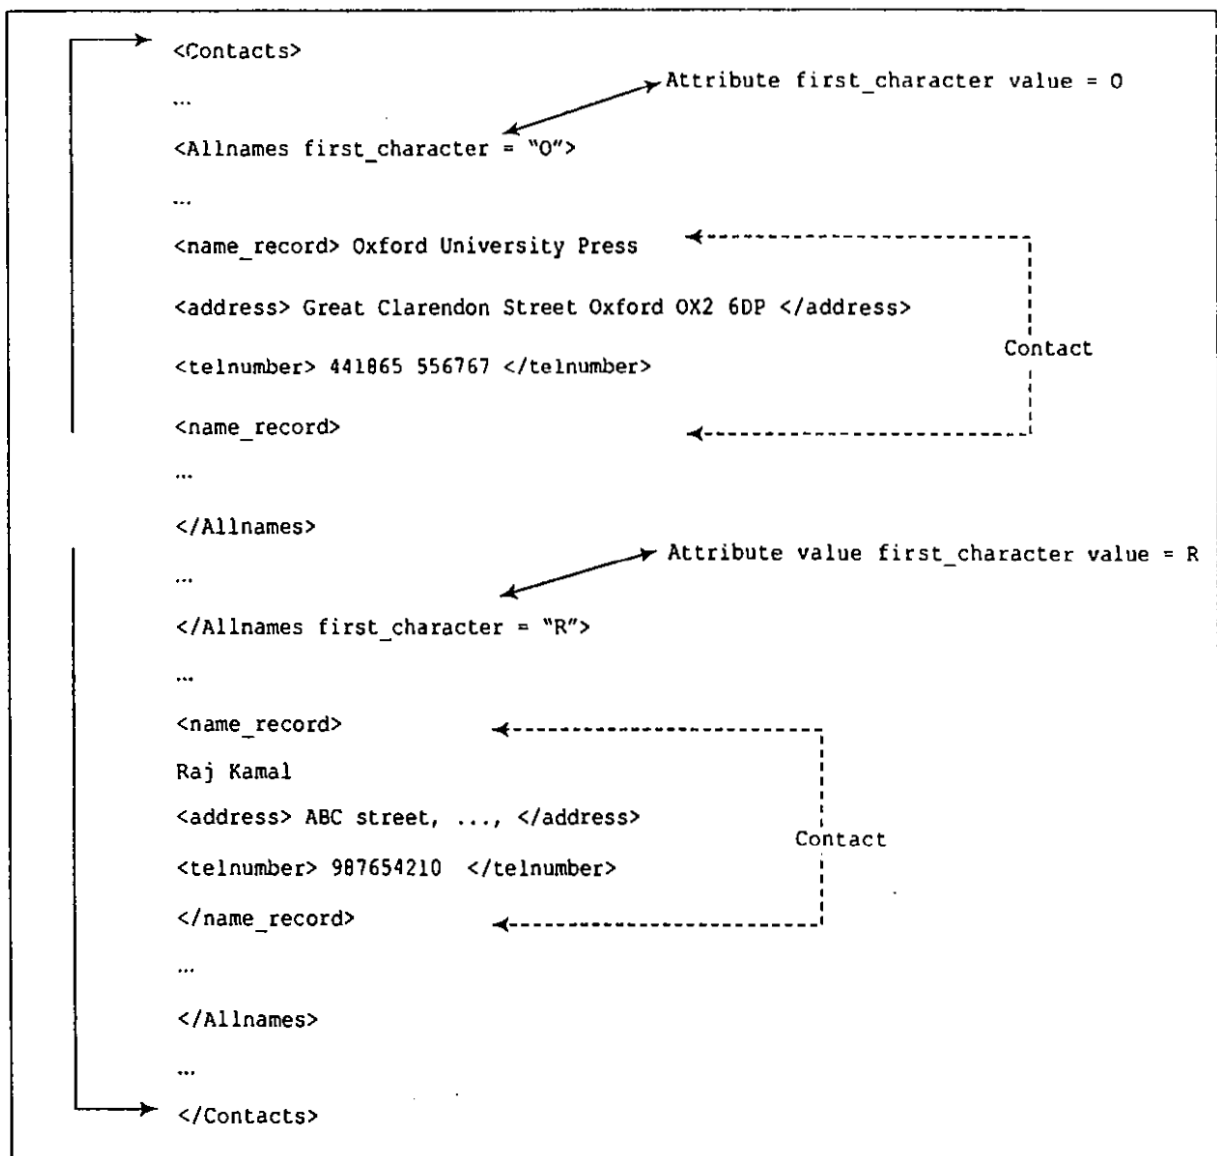 <Contacts>
Attribute first_character value = O
...
<Allnames first_character = "O">
...
<name_record> Oxford University Press
<address> Great Clarendon Street Oxford OX2 6DP </address>
Contact
<telnumber> 441865 556767 </telnumber>
<name_record>
...
</Allnames>
Attribute value first_character value = R
...
</Allnames first_character = "R">
...
<name_record>
Raj Kamal
<address> ABC street, ..., </address>
Contact
<telnumber> 987654210 </telnumber>
</name_record>
...
</Allnames>
...
</Contacts>